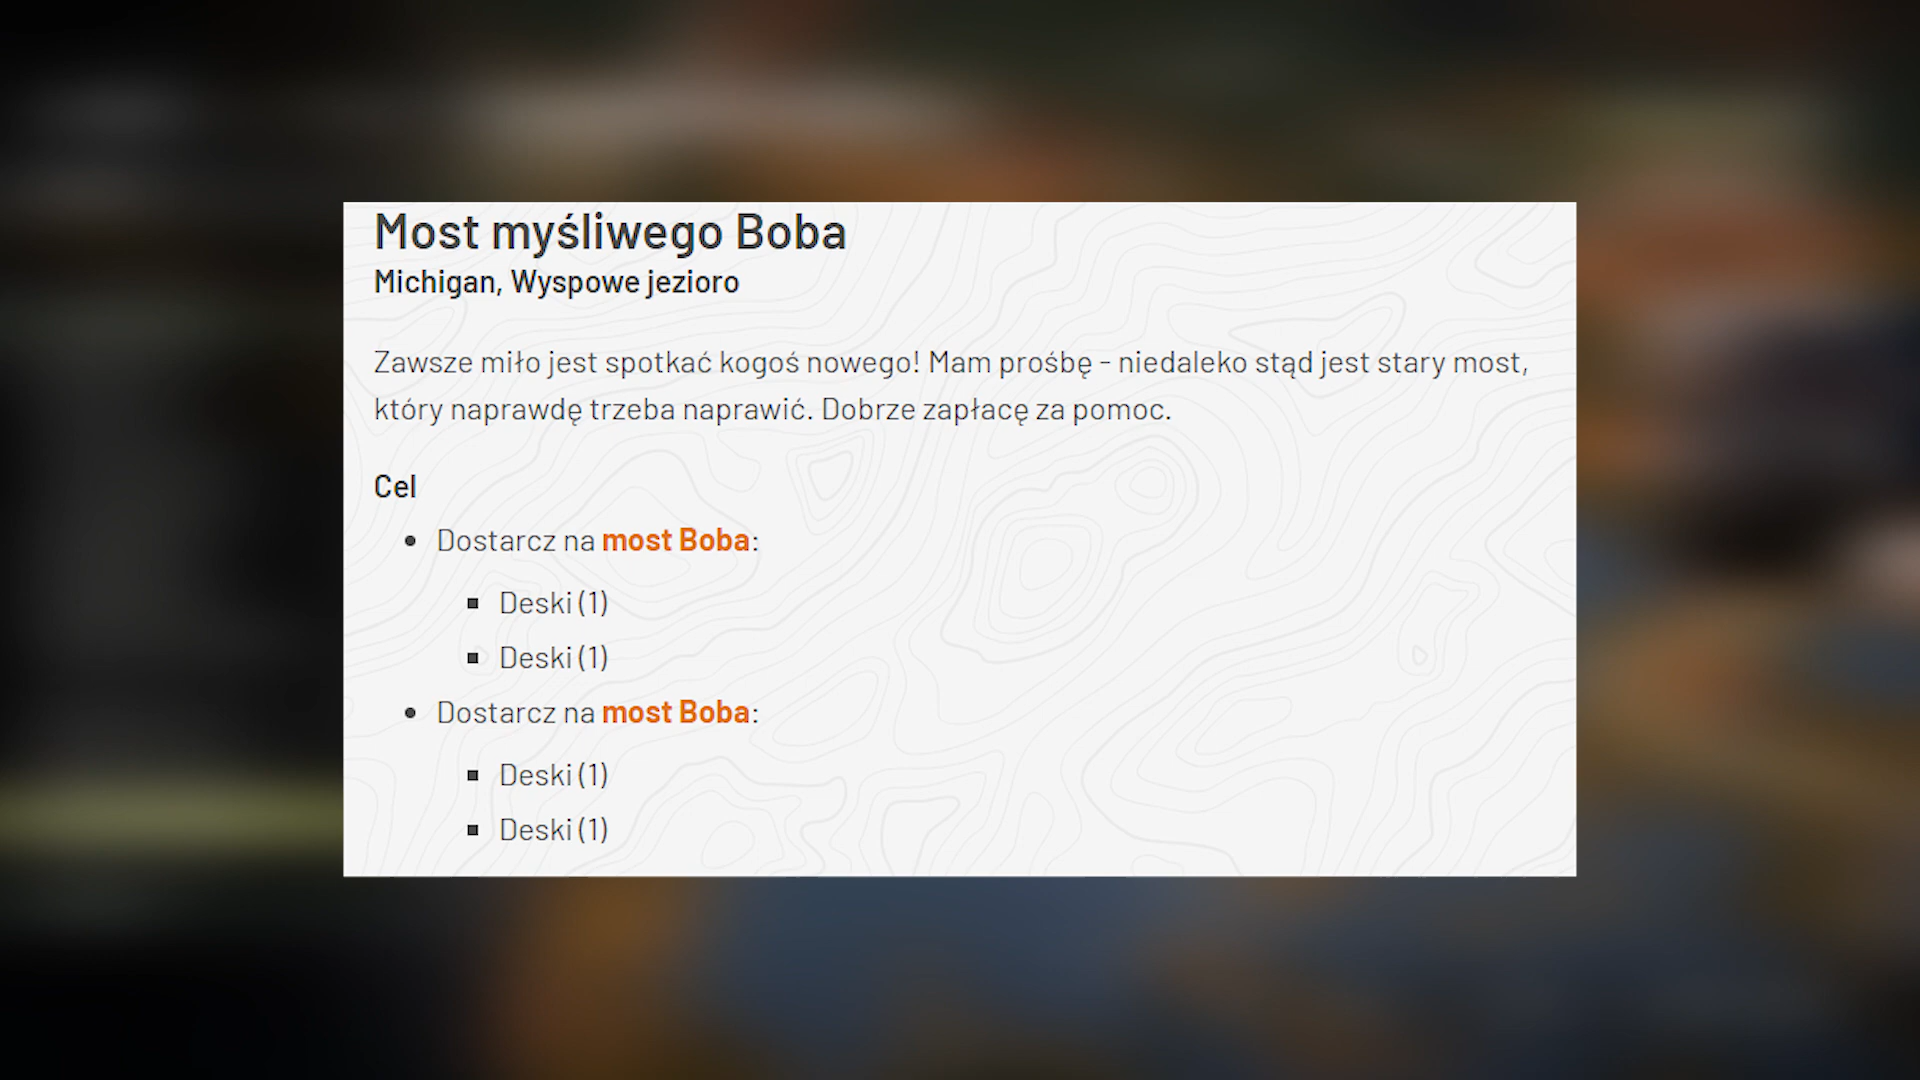 Most myśliwego Boba
Michigan, Wyspowe jezioro
Zawsze miło jest spotkać kogoś nowego! Mam prośbę - niedaleko stąd jest stary most,
który naprawdę trzeba naprawić. Dobrze zapłacę za pomoc.
Cel
Dostarcz na most Boba:
Deski (1)
Deski (1)
Dostarcz na most Boba:
Deski (1)
Deski (1)